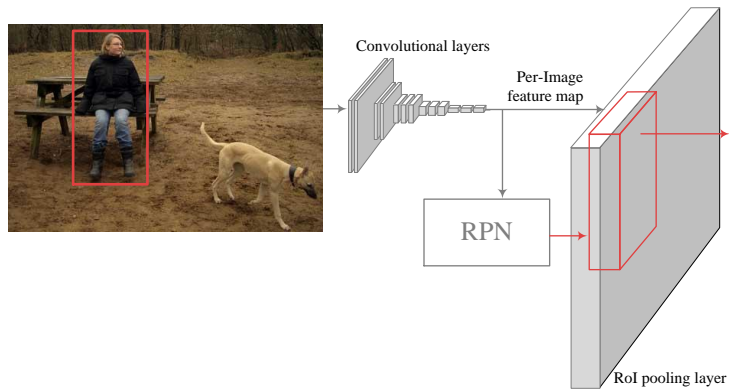 Convolutional layers
Per-Image
feature map
RPN
RoI pooling layer